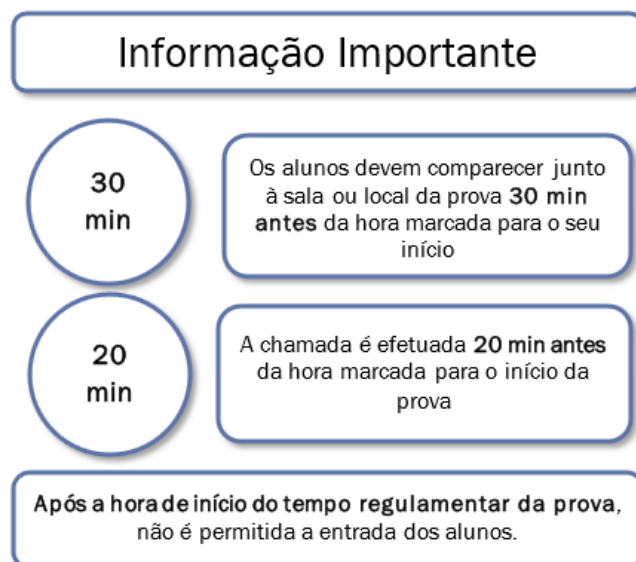 Informação Importante
30
min
Os alunos devem comparecer junto
à sala ou local da prova 30 min
antes da hora marcada para o seu
início
20
min
A chamada é efetuada 20 min antes
da hora marcada para o início da
prova
Após a hora de início do tempo regulamentar da prova,
não é permitida a entrada dos alunos.